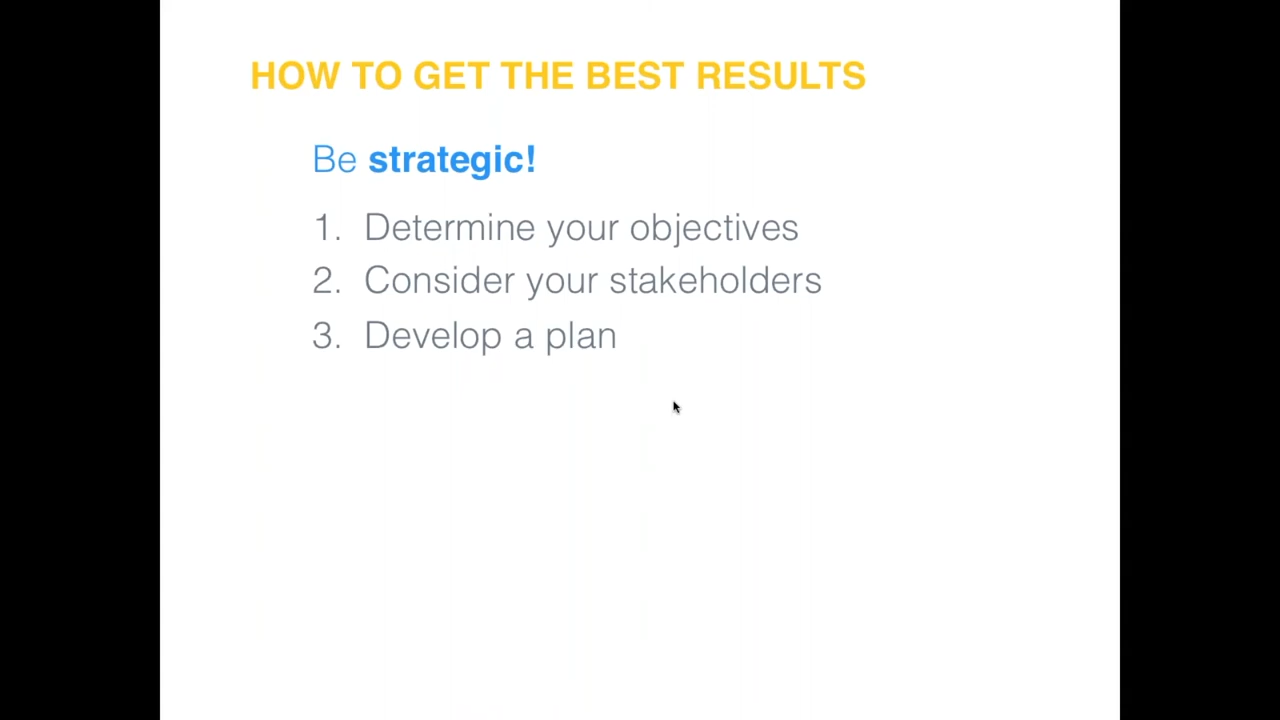 HOW TO GET THE BEST RESULTS
Be strategic!
1. Determine your objectives
2. Consider your stakeholders
3. Develop a plan